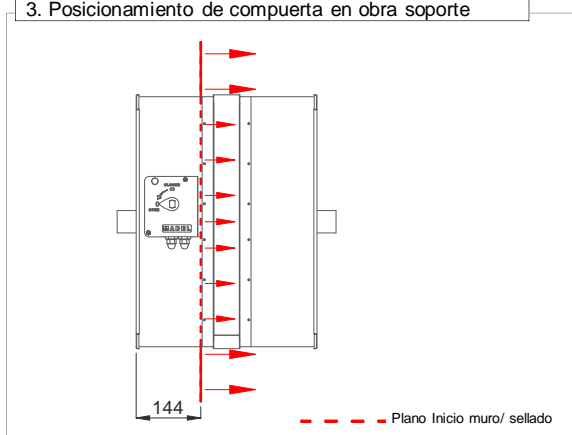 3. Posicionamiento de compuerta en obra soporte
CLOSED
OPEN
MADEL
144
Plano Inicio muro/ sellado